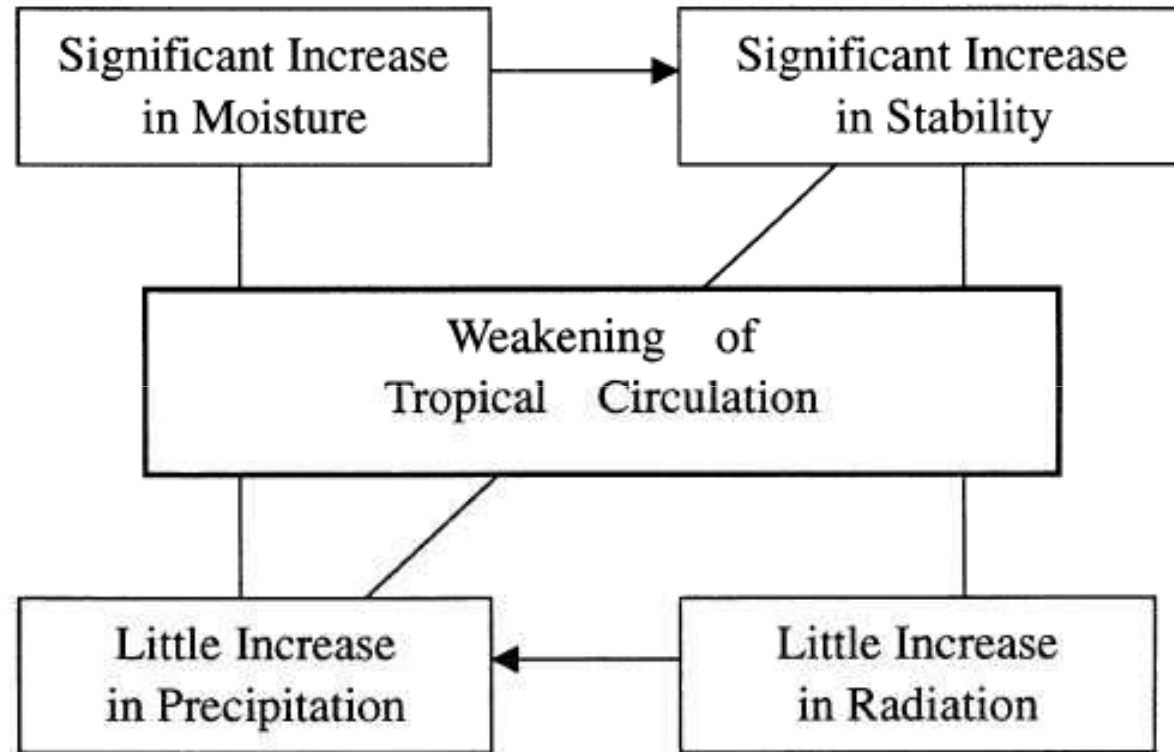 Significant Increase
in Moisture
Significant Increase
in Stability
Weakening of
Tropical Circulation
Little Increase
in Precipitation
Little Increase
in Radiation